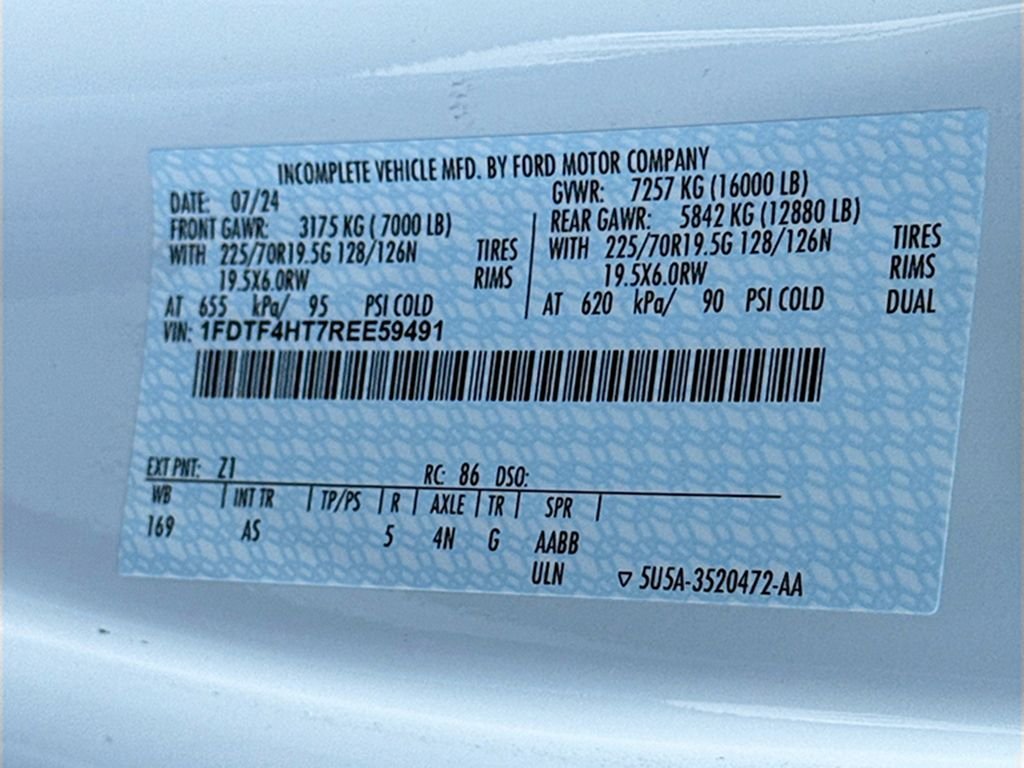 INCOMPLETE VEHICLE MFD. BY FORD MOTOR COMPANY
DATE: 07/24 GVWR: 7257 KG (16000 LB)
FRONT GAWR: 3175 KG ( 7000 LB) REAR GAWR: 5842 KG (12880 LB)
WITH 225/70R19.5G 128/126N TIRES WITH 225/70R19.5G 128/126N TIRES
19.5X6.0RW RIMS 19.5X6.0RW RIMS
AT 655 kPa/ 95 PSI COLD AT 620 kPa/ 90 PSI COLD DUAL
VIN: 1FDTF4HT7REE59491
EXT PNT: Z1 RC: 86 DSO:
WB INT TR TP/PS R AXLE TR SPR
169 AS 5 4N G AABB
ULN ▽ 5U5A-3520472-AA